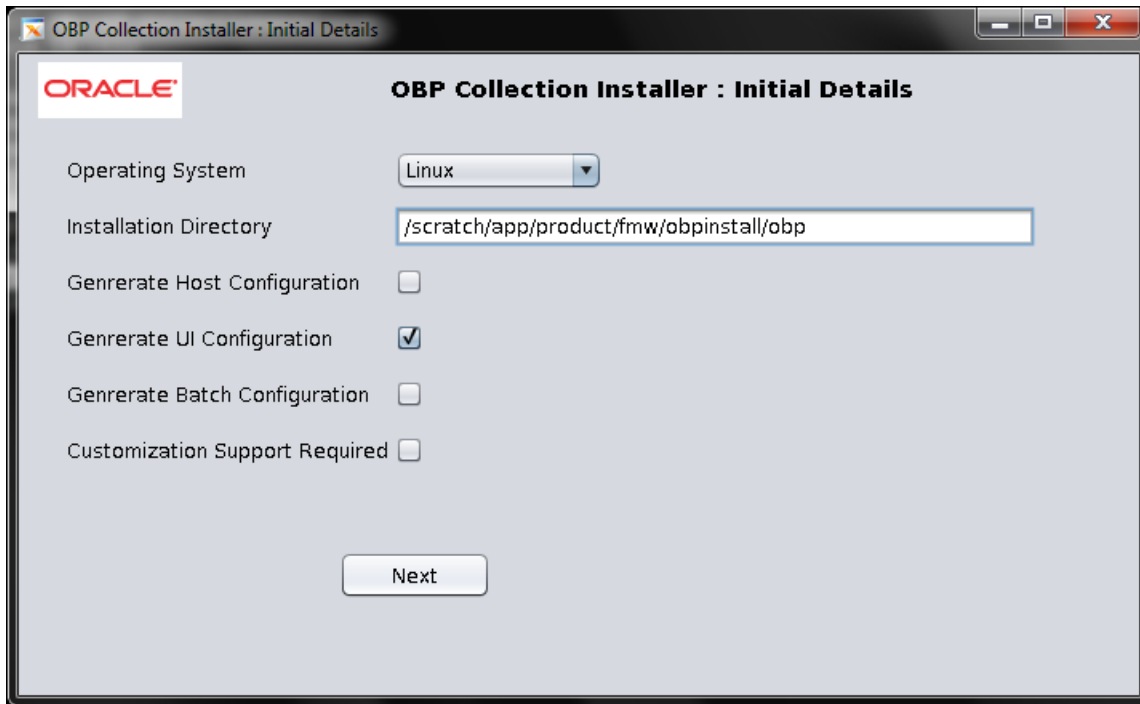 OBP Collection Installer : Initial Details
ORACLE®
OBP Collection Installer : Initial Details
Operating System
Linux
Installation Directory
/scratch/app/product/fmw/obpinstall/obp
Genrerate Host Configuration
Genrerate UI Configuration
Genrerate Batch Configuration
Customization Support Required
Next